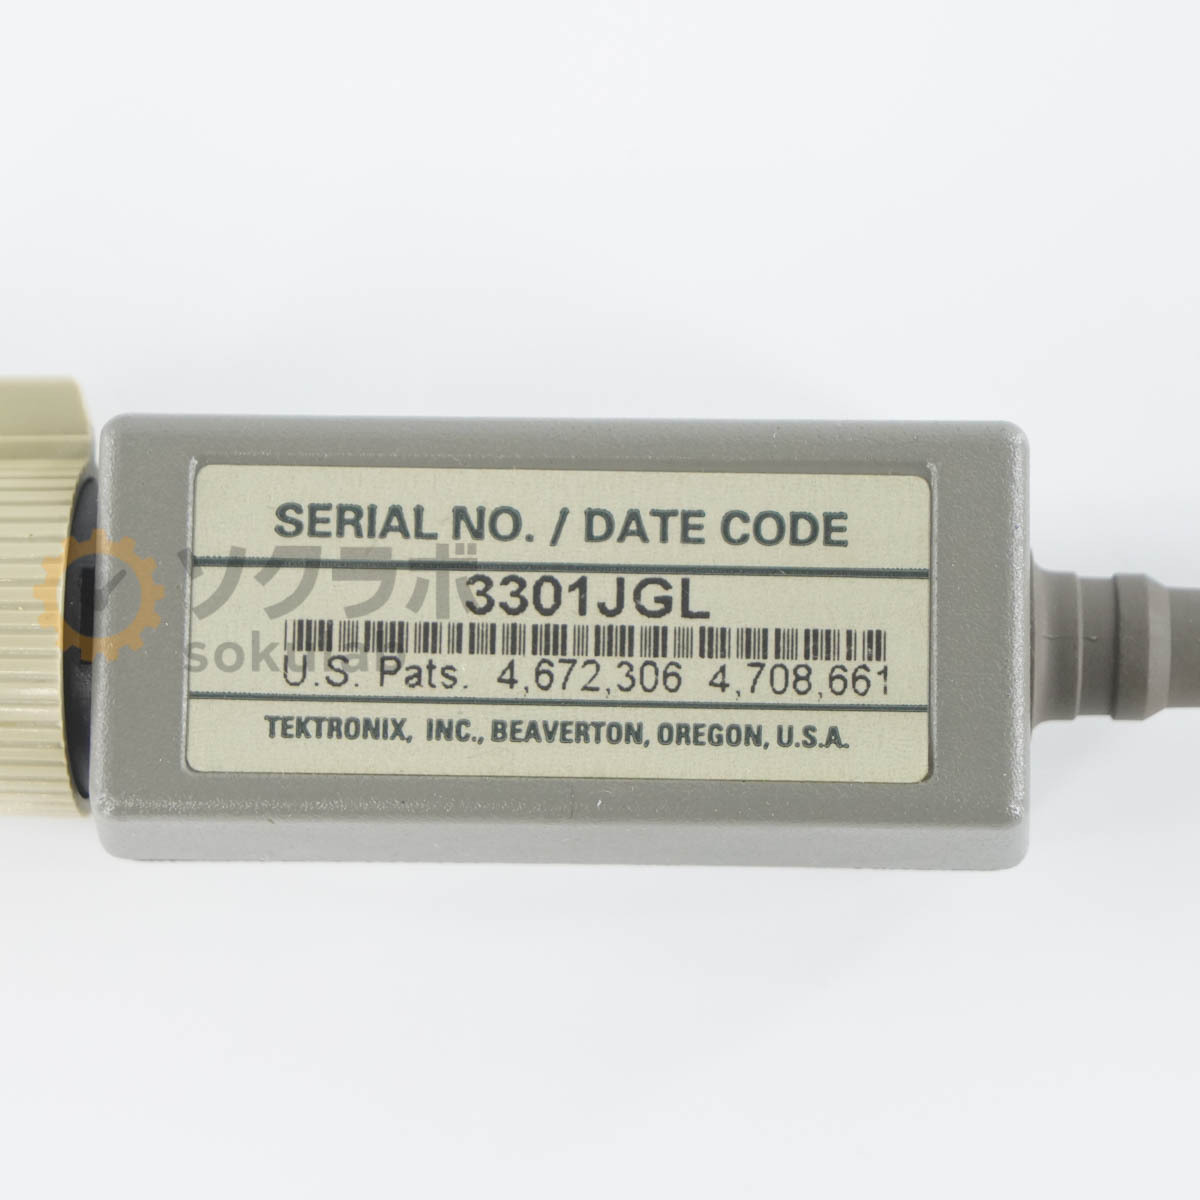 SERIAL NO. / DATE CODE
ソクラボ
3301JGL
sokulab
U.S. Pats. 4,672,306 4,708,661
TEKTRONIX, INC., BEAVERTON, OREGON, U.S.A.